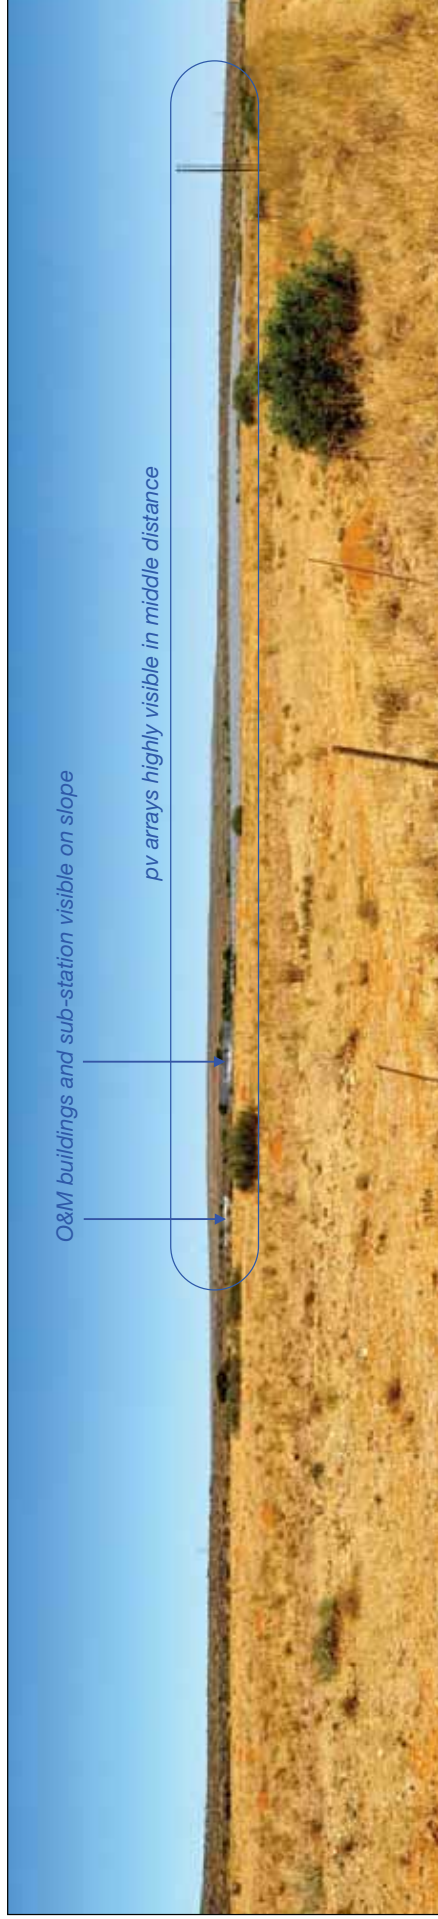 O&M buildings and sub-station visible on slope
pv arrays highly visible in middle distance